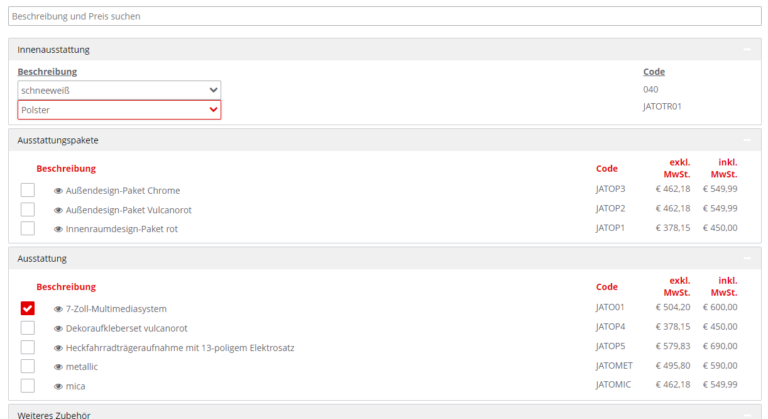 Beschreibung und Preis suchen
Innenausstattung
Beschreibung Code
schneeweiß 040
Polster JATOTR01
Ausstattungspakete
Beschreibung Code exkl. MwSt. inkl. MwSt.
Außendesign-Paket Chrome JATOP3 € 462,18 € 549,99
Außendesign-Paket Vulcanorot JATOP2 € 462,18 € 549,99
Innenraumdesign-Paket rot JATOP1 € 378,15 € 450,00
Ausstattung
Beschreibung Code exkl. MwSt. inkl. MwSt.
7-Zoll-Multimediasystem JATO01 € 504,20 € 600,00
Dekoraufkleberset vulcanorot JATOP4 € 378,15 € 450,00
Heckfahrradträgeraufnahme mit 13-poligem Elektrosatz JATOP5 € 579,83 € 690,00
metallic JATOMET € 495,80 € 590,00
mica JATOMIC € 462,18 € 549,99
Weiteres Zubehör